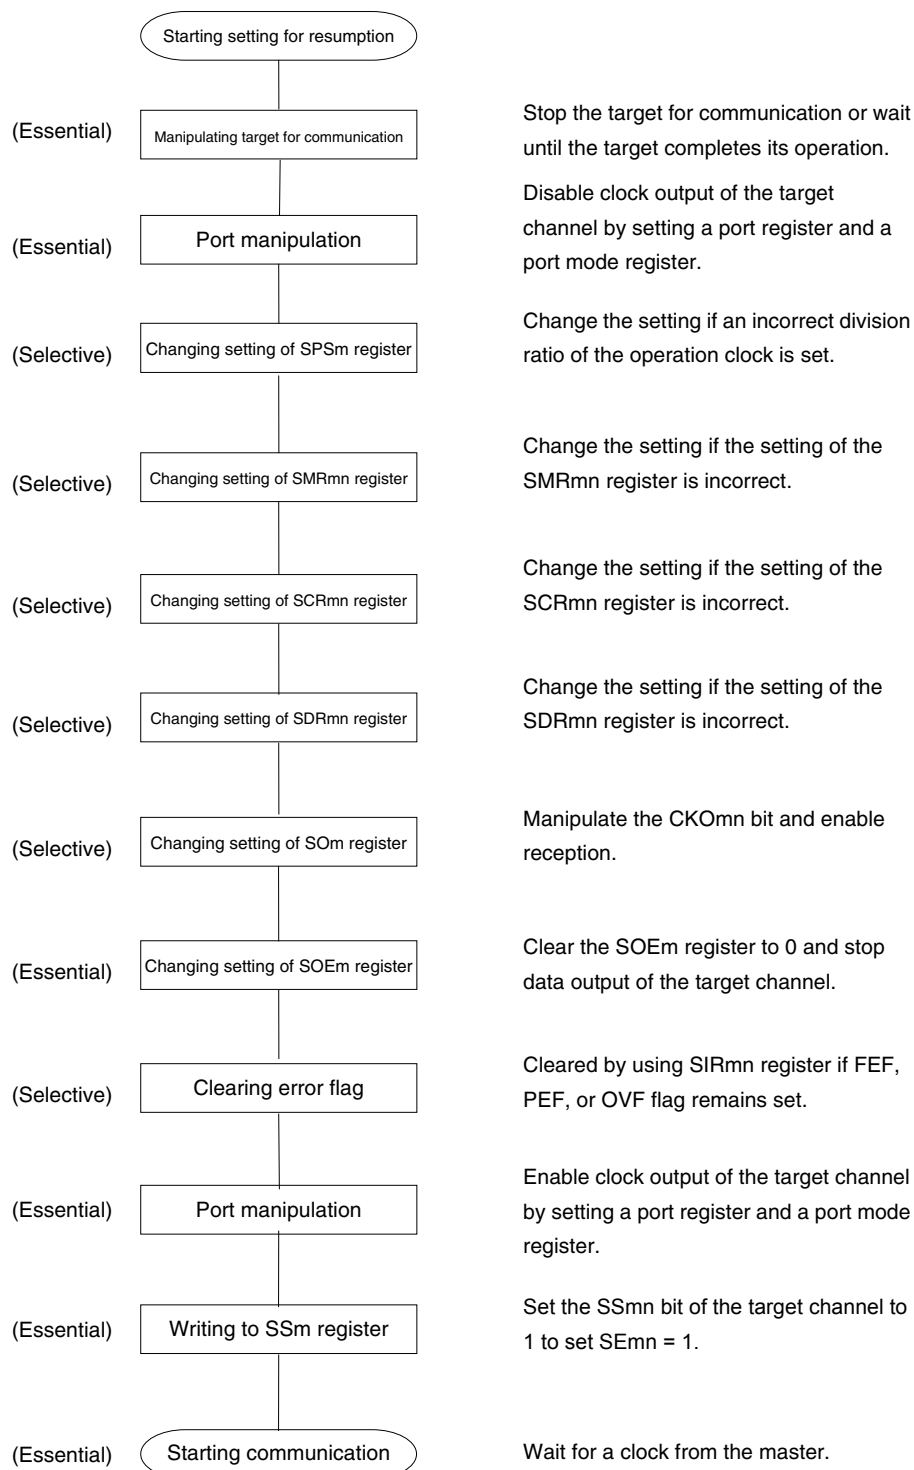 Starting setting for resumption
(Essential)
Manipulating target for communication
Stop the target for communication or wait
until the target completes its operation.
(Essential)
Port manipulation
Disable clock output of the target
channel by setting a port register and a
port mode register.
(Selective)
Changing setting of SPSm register
Change the setting if an incorrect division
ratio of the operation clock is set.
(Selective)
Changing setting of SMRmn register
Change the setting if the setting of the
SMRmn register is incorrect.
(Selective)
Changing setting of SCRmn register
Change the setting if the setting of the
SCRmn register is incorrect.
(Selective)
Changing setting of SDRmn register
Change the setting if the setting of the
SDRmn register is incorrect.
(Selective)
Changing setting of SOm register
Manipulate the CKOmn bit and enable
reception.
(Essential)
Changing setting of SOEm register
Clear the SOEm register to 0 and stop
data output of the target channel.
(Selective)
Clearing error flag
Cleared by using SIRmn register if FEF,
PEF, or OVF flag remains set.
(Essential)
Port manipulation
Enable clock output of the target channel
by setting a port register and a port mode
register.
(Essential)
Writing to SSm register
Set the SSmn bit of the target channel to
1 to set SEmn = 1.
(Essential)
Starting communication
Wait for a clock from the master.